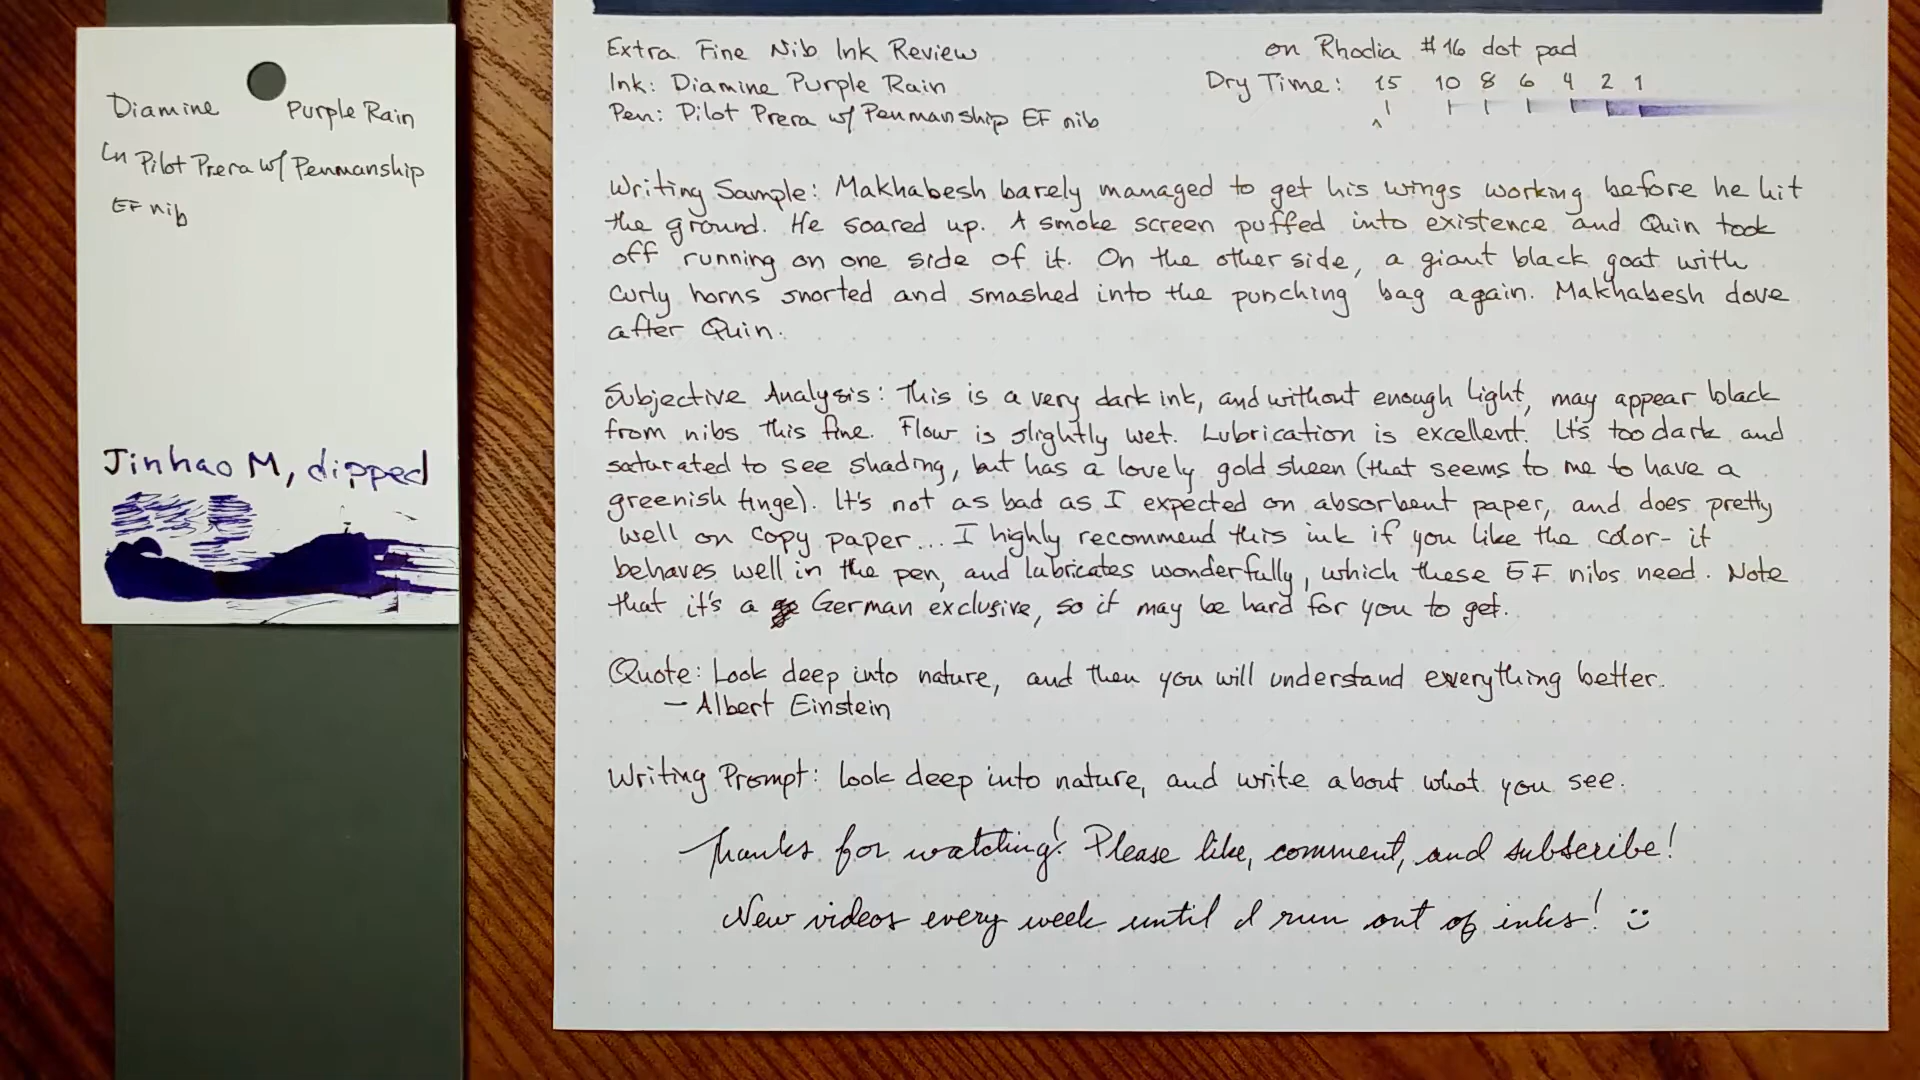 Diamine Purple Rain
in Pilot Prera w/ Penmanship
EF nib
Jinhao M, dipped
Extra Fine Nib Ink Review
on Rhodia #16 dot pad
Ink: Diamine Purple Rain
Dry Time: 15 10 8 6 4 2 1
Pen: Pilot Prera w/ Penmanship EF nib
Writing Sample: Makhabesh barely managed to get his wings working before he hit
the ground. He soared up. A smoke screen puffed into existence and Quin took
off running on one side of it. On the other side, a giant black goat with
curly horns snorted and smashed into the punching bag again. Makhabesh dove
after Quin.
Subjective Analysis: This is a very dark ink, and without enough light, may appear black
from nibs this fine. Flow is slightly wet. Lubrication is excellent. It's too dark and
saturated to see shading, but has a lovely gold sheen (that seems to me to have a
greenish tinge). It's not as bad as I expected on absorbent paper, and does pretty
well on copy paper... I highly recommend this ink if you like the color- it
behaves well in the pen, and lubricates wonderfully, which these EF nibs need. Note
that it's a German exclusive, so it may be hard for you to get.
Quote: Look deep into nature, and then you will understand everything better.
— Albert Einstein
Writing Prompt: Look deep into nature, and write about what you see.
Thanks for watching! Please like, comment, and subscribe!
New videos every week until I run out of inks! :)